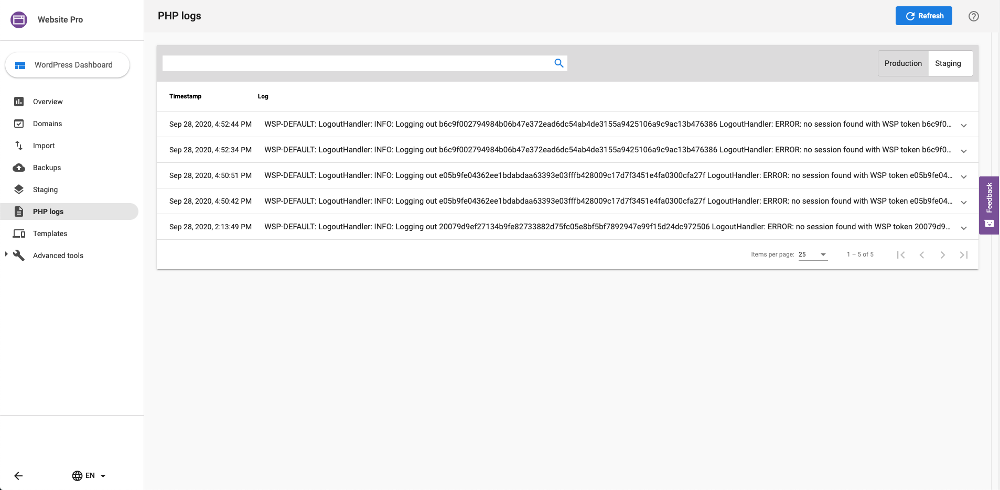 Website Pro
PHP logs
Refresh
WordPress Dashboard
Overview
Domains
Import
Backups
Staging
PHP logs
Templates
Advanced tools
EN
Production Staging
Timestamp Log
Sep 28, 2020, 4:52:44 PM WSP-DEFAULT: LogoutHandler: INFO: Logging out b6c9f002794984b06b47e372ead6dc54ab4de3155a9425106a9c9ac13b476386 LogoutHandler: ERROR: no session found with WSP token b6c9f0...
Sep 28, 2020, 4:52:34 PM WSP-DEFAULT: LogoutHandler: INFO: Logging out b6c9f002794984b06b47e372ead6dc54ab4de3155a9425106a9c9ac13b476386 LogoutHandler: ERROR: no session found with WSP token b6c9f0...
Sep 28, 2020, 4:50:51 PM WSP-DEFAULT: LogoutHandler: INFO: Logging out e05b9fe04362ee1bdabdaa63393e03fffb428009c17d7f3451e4fa0300cfa27f LogoutHandler: ERROR: no session found with WSP token e05b9fe04...
Sep 28, 2020, 4:50:42 PM WSP-DEFAULT: LogoutHandler: INFO: Logging out e05b9fe04362ee1bdabdaa63393e03fffb428009c17d7f3451e4fa0300cfa27f LogoutHandler: ERROR: no session found with WSP token e05b9fe04...
Sep 28, 2020, 2:13:49 PM WSP-DEFAULT: LogoutHandler: INFO: Logging out 20079d9ef27134b9fe82733882d75fc05e8bf5bf7892947e99f15d24dc972506 LogoutHandler: ERROR: no session found with WSP token 20079d9...
Items per page: 25 1 – 5 of 5
Feedback